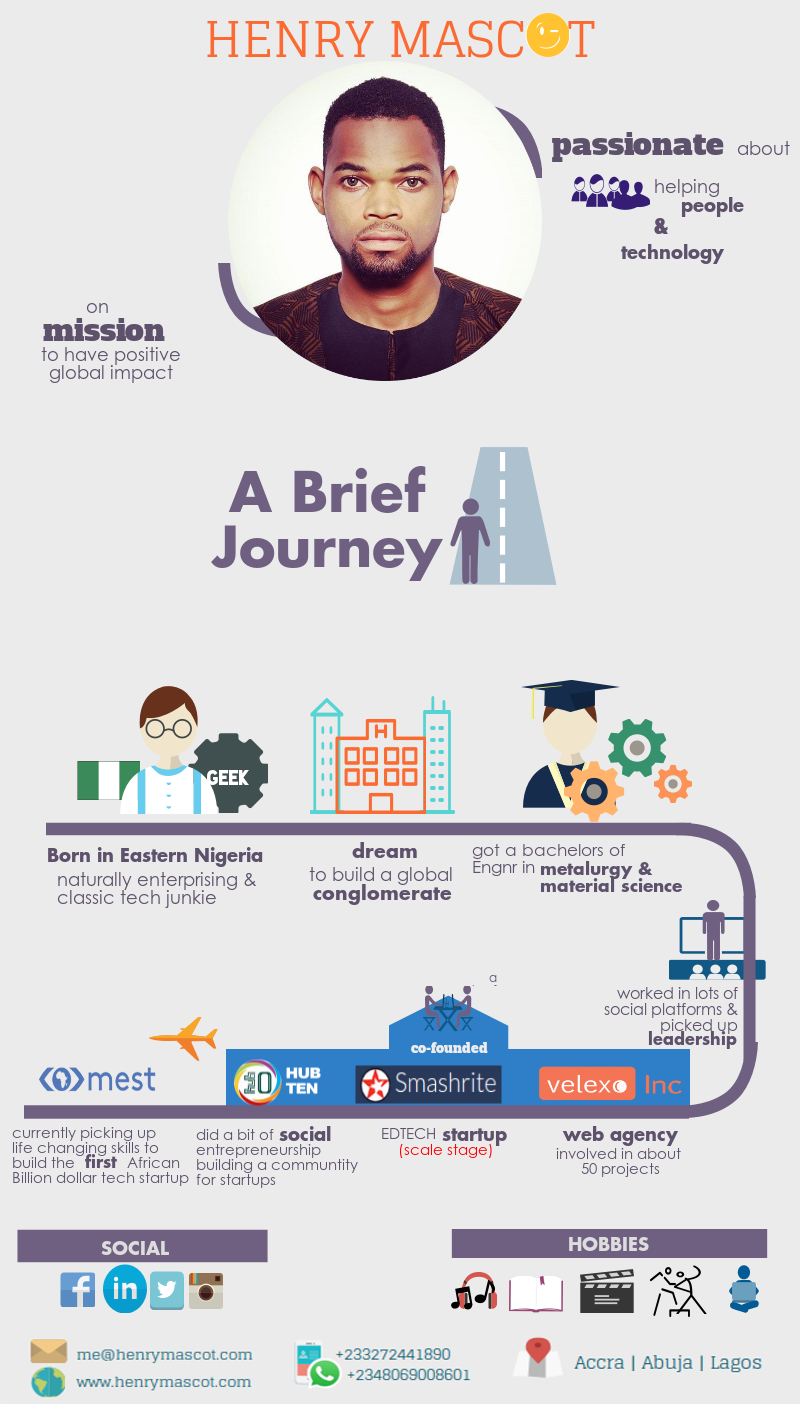 HENRY MASCOT
passionate about
helping
people
&
technology
on
mission
to have positive
global impact
A Brief
Journey
GEEK
H
Born in Eastern Nigeria
naturally enterprising &
classic tech junkie
dream
to build a global
conglomerate
got a bachelors of
Engnr in metalurgy &
material science
worked in lots of
social platforms &
picked up
leadership
a
co-founded
mest
10 HUB
TEN
Smashrite
velexo Inc
currently picking up
life changing skills to
build the first African
Billion dollar tech startup
did a bit of social
entrepreneurship
building a communtity
for startups
EDTECH startup
(scale stage)
web agency
involved in about
50 projects
SOCIAL
HOBBIES
f in
me@henrymascot.com
www.henrymascot.com
+233272441890
+2348069008601
Accra | Abuja | Lagos